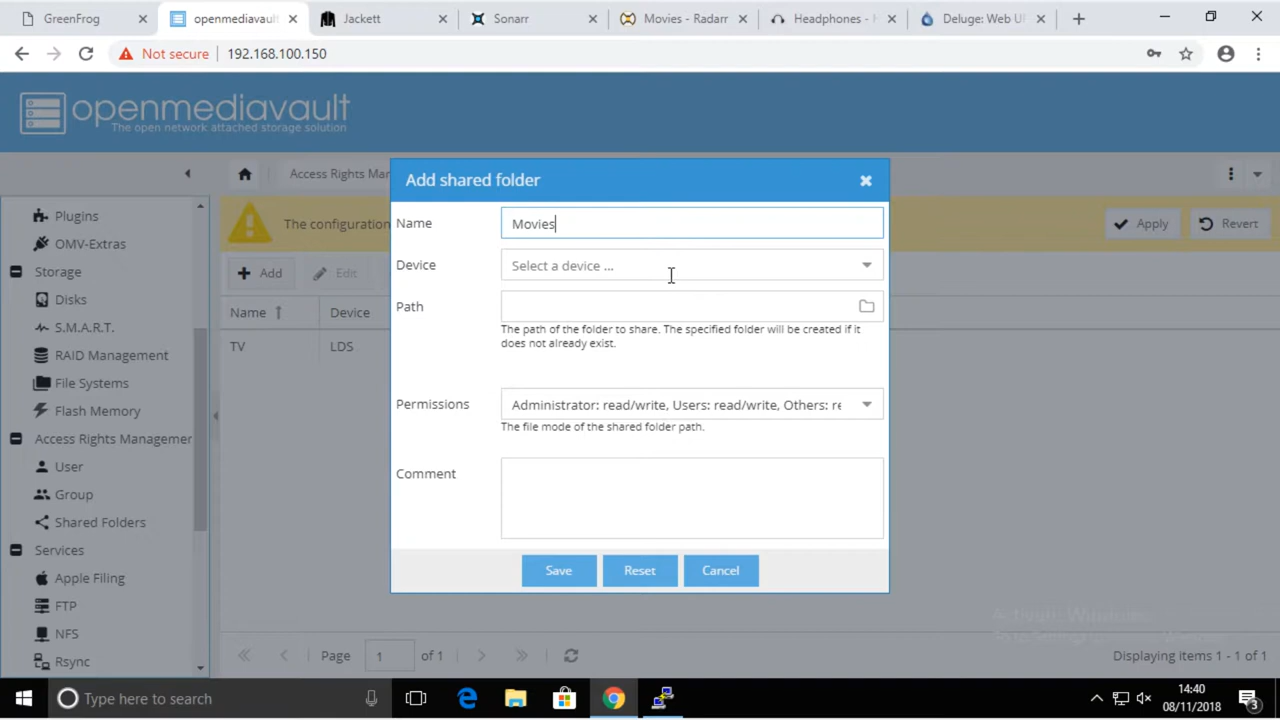 GreenFrog
openmediavault
Jackett
Sonarr
Movies - Radarr
Headphones -
Deluge: Web U
Not secure
192.168.100.150
openmediavault
The open network attached storage solution
Access Rights Mar
Plugins
OMV-Extras
Storage
Disks
S.M.A.R.T.
RAID Management
File Systems
Flash Memory
Access Rights Managemer
User
Group
Shared Folders
Services
Apple Filing
FTP
NFS
Rsync
The configuration
Apply
Revert
Add
Edit
Name
Device
TV
LDS
Add shared folder
Name
Movies
Device
Select a device ...
Path
The path of the folder to share. The specified folder will be created if it
does not already exist.
Permissions
Administrator: read/write, Users: read/write, Others: re
The file mode of the shared folder path.
Comment
Save
Reset
Cancel
Activate Windows
Page
1
of 1
Displaying items 1 - 1 of 1
Type here to search
14:40
08/11/2018
3